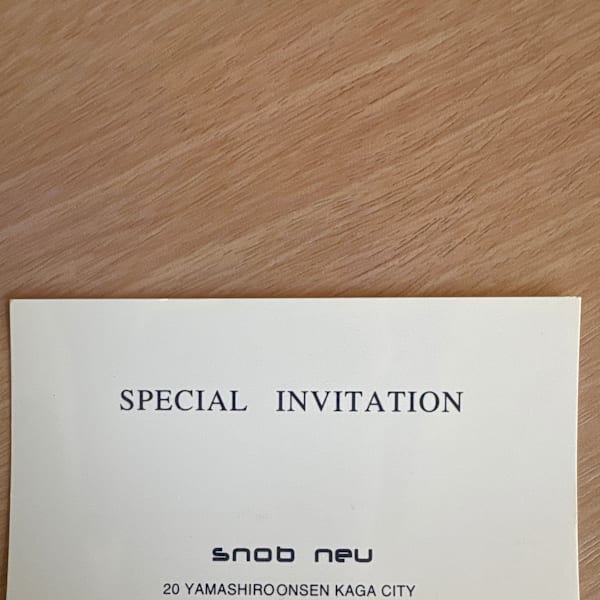 SPECIAL INVITATION
snob neu
20 YAMASHIROONSEN KAGA CITY